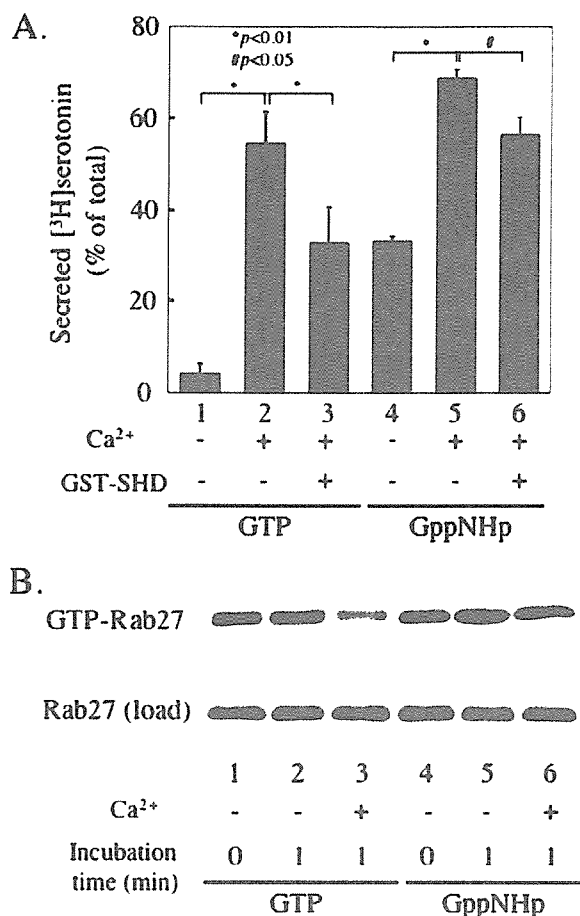 A.
*p<0.01
#p<0.05
* * * #
Secreted [³H]serotonin
(% of total)
80
60
40
20
0
1 2 3 4 5 6
Ca²⁺ - + + - + +
GST-SHD - - + - - +
GTP GppNHp
B.
GTP-Rab27
Rab27 (load)
1 2 3 4 5 6
Ca²⁺ - - + - - +
Incubation
time (min) 0 1 1 0 1 1
GTP GppNHp